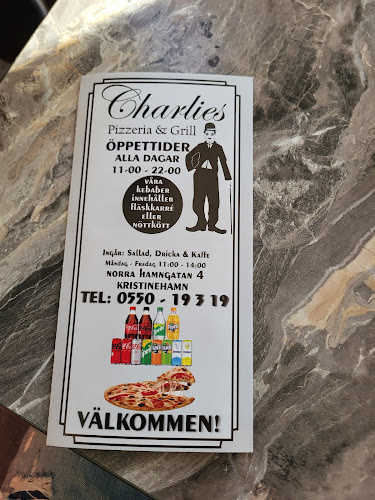 Charlies
Pizzeria & Grill
ÖPPETTIDER
ALLA DAGAR
11-00 - 22-00
VÅRA
KEBABER
INNEHÅLLER
FLÄSKKARRÉ
ELLER
NÖTTKÖTT
INGÅR: SALLAD, DRICKA & KAFFE
MÅNDAG - FREDAG 11:00 - 14:00
NORRA HAMNGATAN 4
KRISTINEHAMN
TEL: 0550 - 19 3 19
VÄLKOMMEN!